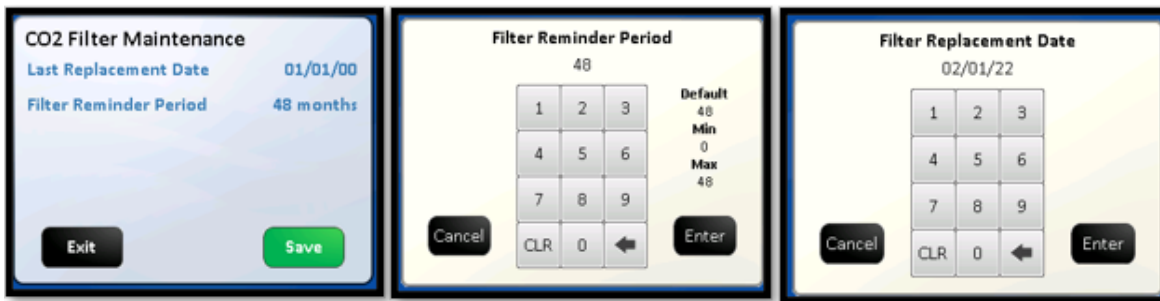 CO2 Filter Maintenance
Last Replacement Date 01/01/00
Filter Reminder Period 48 months
Exit Save
Filter Reminder Period
48
1 2 3
4 5 6
7 8 9
CLR 0
Default
48
Min
0
Max
48
Cancel Enter
Filter Replacement Date
02/01/22
1 2 3
4 5 6
7 8 9
CLR 0
Cancel Enter